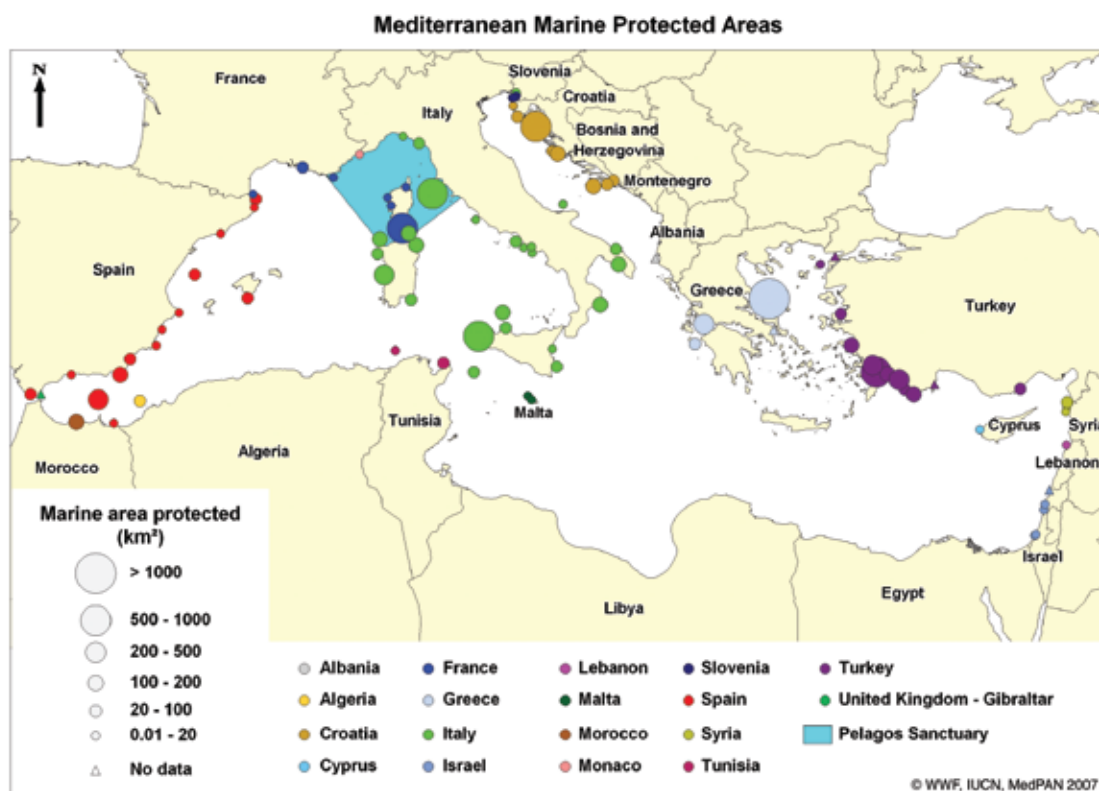 Mediterranean Marine Protected Areas
N
France
Slovenia
Croatia
Italy
Bosnia and
Herzegovina
Montenegro
Albania
Spain
Greece
Turkey
Malta
Tunisia
Cyprus
Syria
Algeria
Lebanon
Morocco
Israel
Egypt
Libya
Marine area protected
(km²)
> 1000
500 - 1000
200 - 500
100 - 200
20 - 100
0.01 - 20
No data
Albania
France
Lebanon
Slovenia
Turkey
Algeria
Greece
Malta
Spain
United Kingdom - Gibraltar
Croatia
Italy
Morocco
Syria
Pelagos Sanctuary
Cyprus
Israel
Monaco
Tunisia
© WWF, IUCN, MedPAN 2007